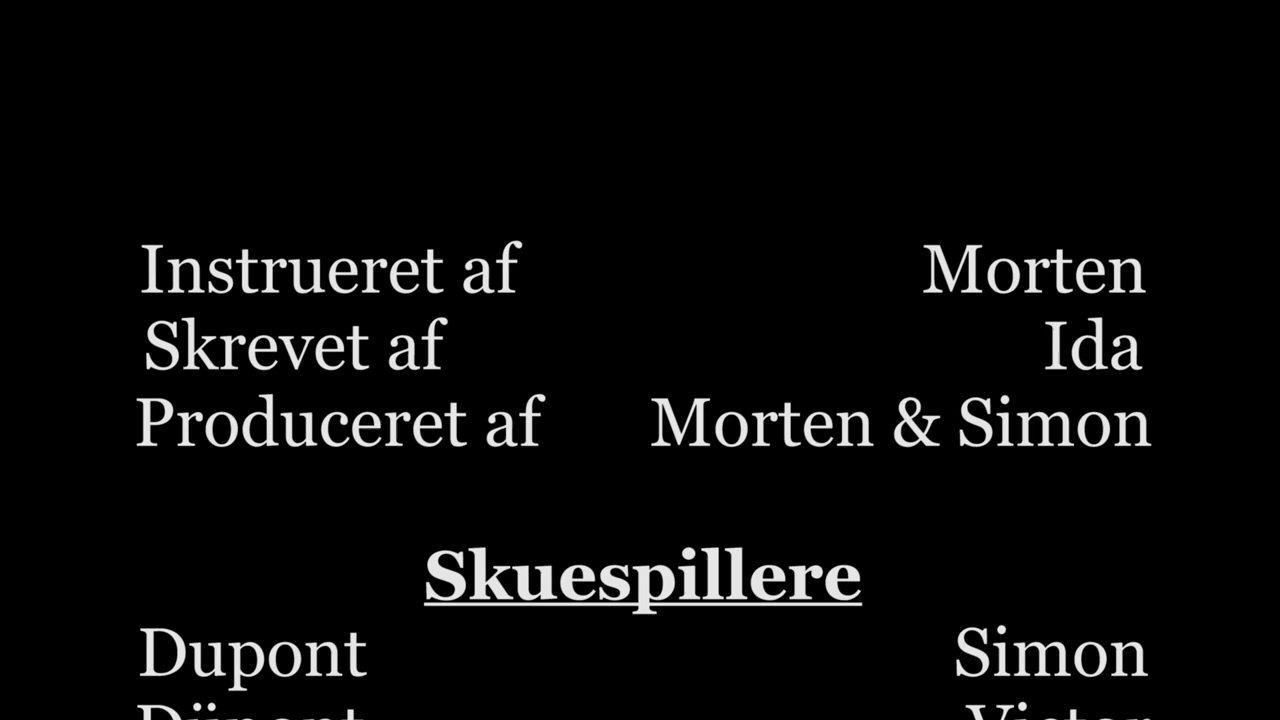 Instrueret af Morten
Skrevet af Ida
Produceret af Morten & Simon
Skuespillere
Dupont Simon